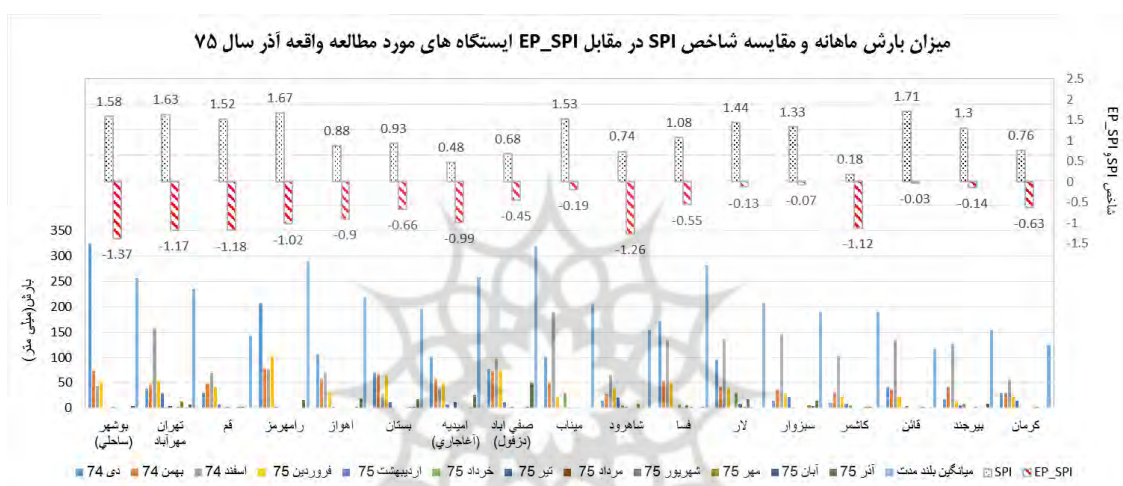 میزان بارش ماهانه و مقایسه شاخص SPI در مقابل EP_SPI ایستگاه های مورد مطالعه واقعه آذر سال ۷۵
2.5
2
1.5
1
0.5
0
-0.5
-1
-1.5
شاخص SPI و EP_SPI
1.58 1.63 1.52 1.67 0.88 0.93 0.48 0.68 1.53 0.74 1.08 1.44 1.33 0.18 1.71 1.3 0.76
-1.37 -1.17 -1.18 -1.02 -0.9 -0.66 -0.99 -0.45 -0.19 -1.26 -0.55 -0.13 -0.07 -1.12 -0.03 -0.14 -0.63
350
300
250
200
150
100
50
0
بارش(میلی متر)
بوشهر (ساحلی)
تهران مهرآباد
قم
رامهرمز
اهواز
بستان
امیدیه (آغاجاری)
صفی آباد (دزفول)
میناب
شاهرود
فسا
لار
سبزوار
کاشمر
قائن
بیرجند
کرمان
دی 74 بهمن 74 اسفند 74 فروردین 75 اردیبهشت 75 خرداد 75 تیر 75 مرداد 75 شهریور 75 مهر 75 آبان 75 آذر 75 میانگین بلند مدت SPI EP_SPI